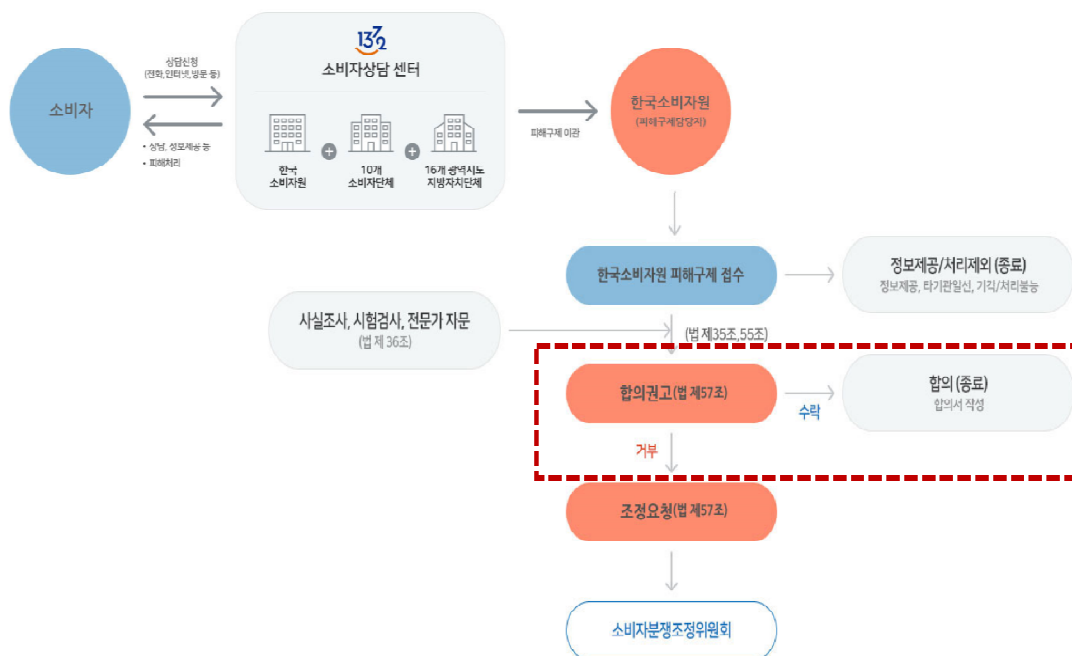 1372
소비자상담 센터
소비자
상담신청
(전화,인터넷,방문 등)
• 상담, 정보제공 등
• 피해처리
한국
소비자원
10개
소비자단체
16개 광역시도
지방자치단체
피해구제 이관
한국소비자원
(피해구제담당자)
한국소비자원 피해구제 접수
정보제공/처리제외 (종료)
정보제공, 타기관알선, 기각/처리불능
사실조사, 시험검사, 전문가 자문
(법 제 36조)
(법 제35조,55조)
합의권고(법 제57조)
수락
합의 (종료)
합의서 작성
거부
조정요청(법 제57조)
소비자분쟁조정위원회